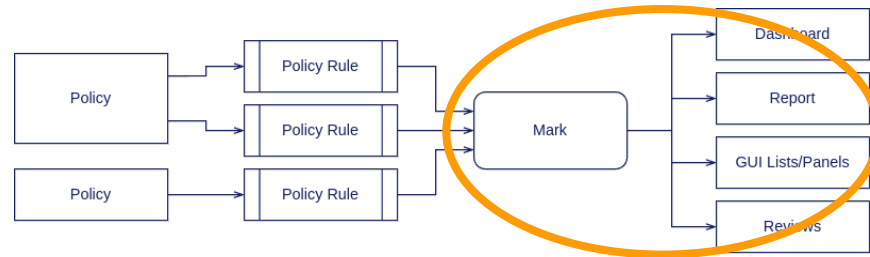 Policy
Policy
Policy Rule
Policy Rule
Policy Rule
Mark
Dashboard
Report
GUI Lists/Panels
Reviews